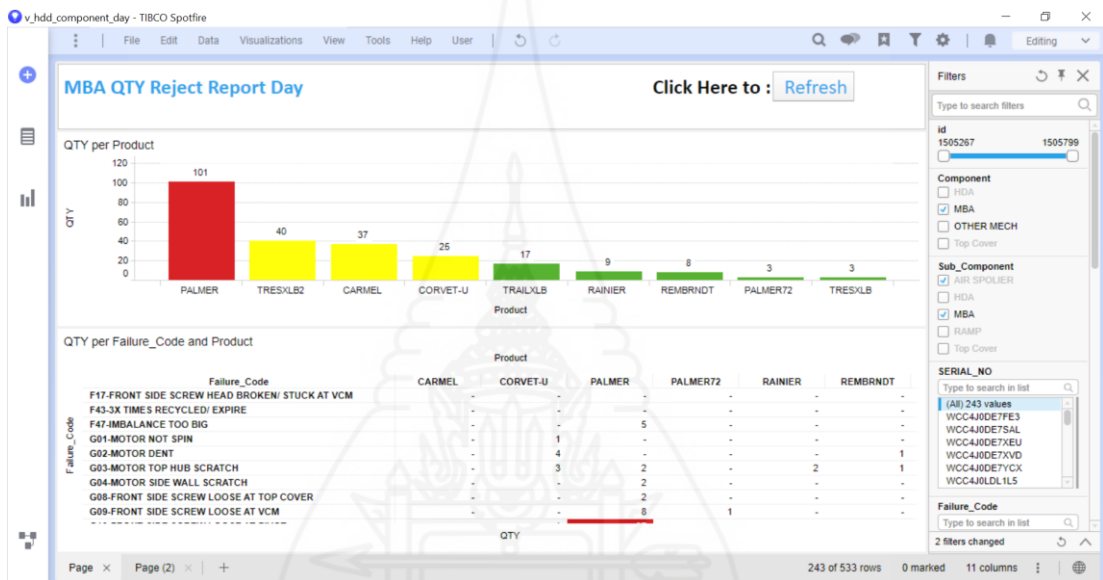 v_hdd_component_day - TIBCO Spotfire
File Edit Data Visualizations View Tools Help User Editing
MBA QTY Reject Report Day
Click Here to : Refresh
QTY per Product
QTY
120
100
80
60
40
20
0
101 40 37 25 17 9 8 3 3
PALMER TRESXLB2 CARMEL CORVET-U TRAILXLB RAINIER REMBRNDT PALMER72 TRESXLB
Product
QTY per Failure_Code and Product
Product
Failure_Code CARMEL CORVET-U PALMER PALMER72 RAINIER REMBRNDT
Failure_Code
F17-FRONT SIDE SCREW HEAD BROKEN/ STUCK AT VCM - - - - - -
F43-3X TIMES RECYCLED/ EXPIRE - - - - - -
F47-IMBALANCE TOO BIG - - 5 - - -
G01-MOTOR NOT SPIN - 1 - - - -
G02-MOTOR DENT - 4 - - - 1
G03-MOTOR TOP HUB SCRATCH - 3 2 - 2 1
G04-MOTOR SIDE WALL SCRATCH - - 2 - - -
G08-FRONT SIDE SCREW LOOSE AT TOP COVER - - 2 - - -
G09-FRONT SIDE SCREW LOOSE AT VCM - - 8 1 - -
QTY
Filters
Type to search filters
id
1505267 1505799
Component
HDA
MBA
OTHER MECH
Top Cover
Sub_Component
AIR SPOLIER
HDA
MBA
RAMP
Top Cover
SERIAL_NO
Type to search in list
(All) 243 values
WCC4J0DE7FE3
WCC4J0DE7SAL
WCC4J0DE7XEU
WCC4J0DE7XVD
WCC4J0DE7YCX
WCC4J0LDL1L5
Failure_Code
Type to search in list
2 filters changed
Page Page (2) 243 of 533 rows 0 marked 11 columns